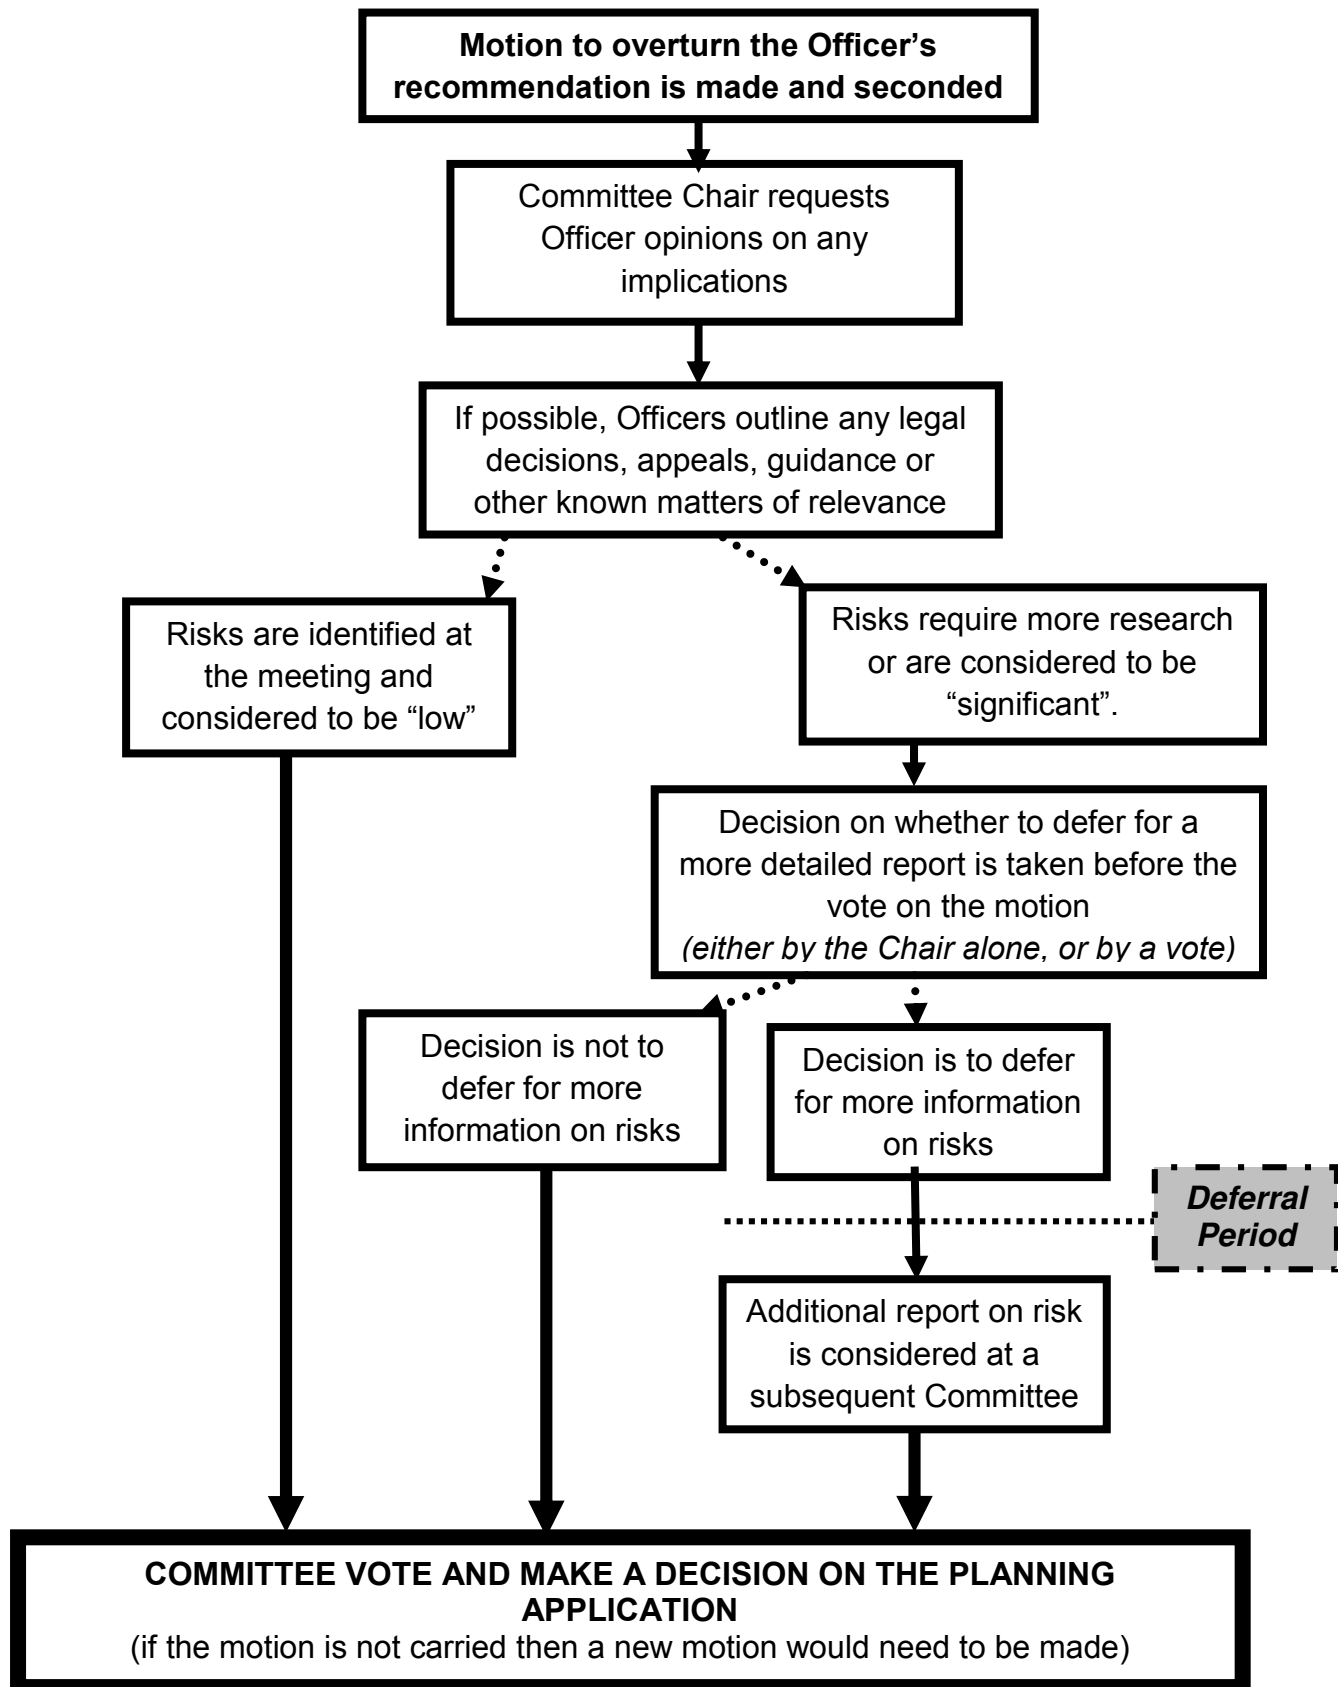 Motion to overturn the Officer’s
recommendation is made and seconded
Committee Chair requests
Officer opinions on any
implications
If possible, Officers outline any legal
decisions, appeals, guidance or
other known matters of relevance
Risks are identified at
the meeting and
considered to be “low”
Risks require more research
or are considered to be
“significant”.
Decision on whether to defer for a
more detailed report is taken before the
vote on the motion
(either by the Chair alone, or by a vote)
Decision is not to
defer for more
information on risks
Decision is to defer
for more information
on risks
Deferral
Period
Additional report on risk
is considered at a
subsequent Committee
COMMITTEE VOTE AND MAKE A DECISION ON THE PLANNING
APPLICATION
(if the motion is not carried then a new motion would need to be made)